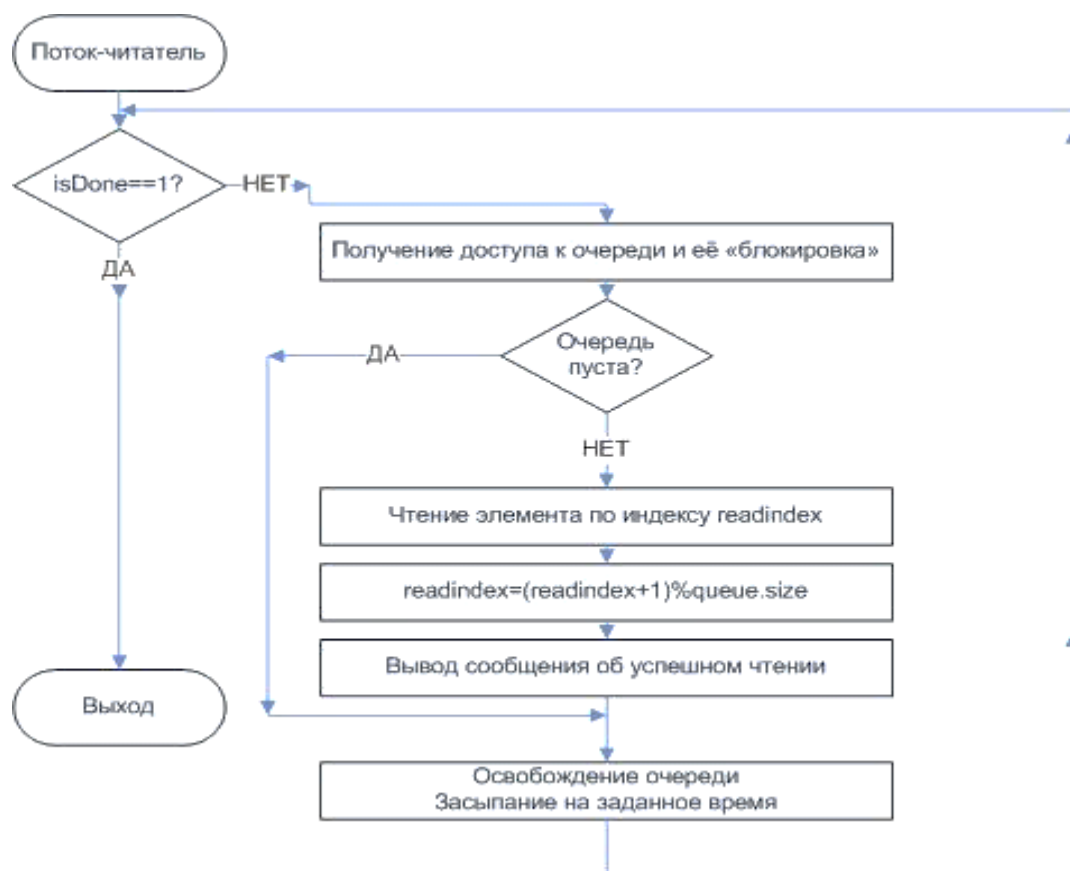 Поток-читатель
isDone==1?
НЕТ
ДА
Получение доступа к очереди и её «блокировка»
Очередь
пуста?
ДА
НЕТ
Чтение элемента по индексу readindex
readindex=(readindex+1)%queue.size
Вывод сообщения об успешном чтении
Выход
Освобождение очереди
Засыпание на заданное время